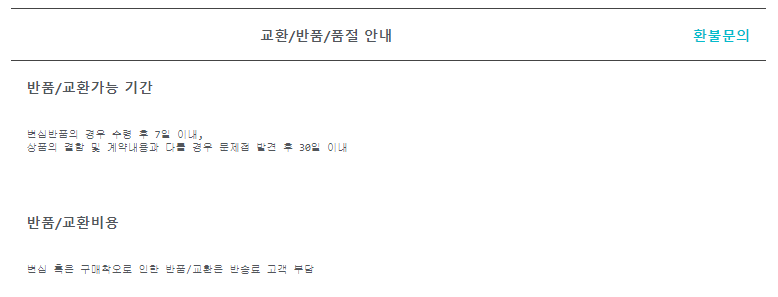 교환/반품/품절 안내
환불문의
반품/교환가능 기간
변심반품의 경우 수령 후 7일 이내,
상품의 결함 및 계약내용과 다를 경우 문제점 발견 후 30일 이내
반품/교환비용
변심 혹은 구매착오로 인한 반품/교환은 반송료 고객 부담